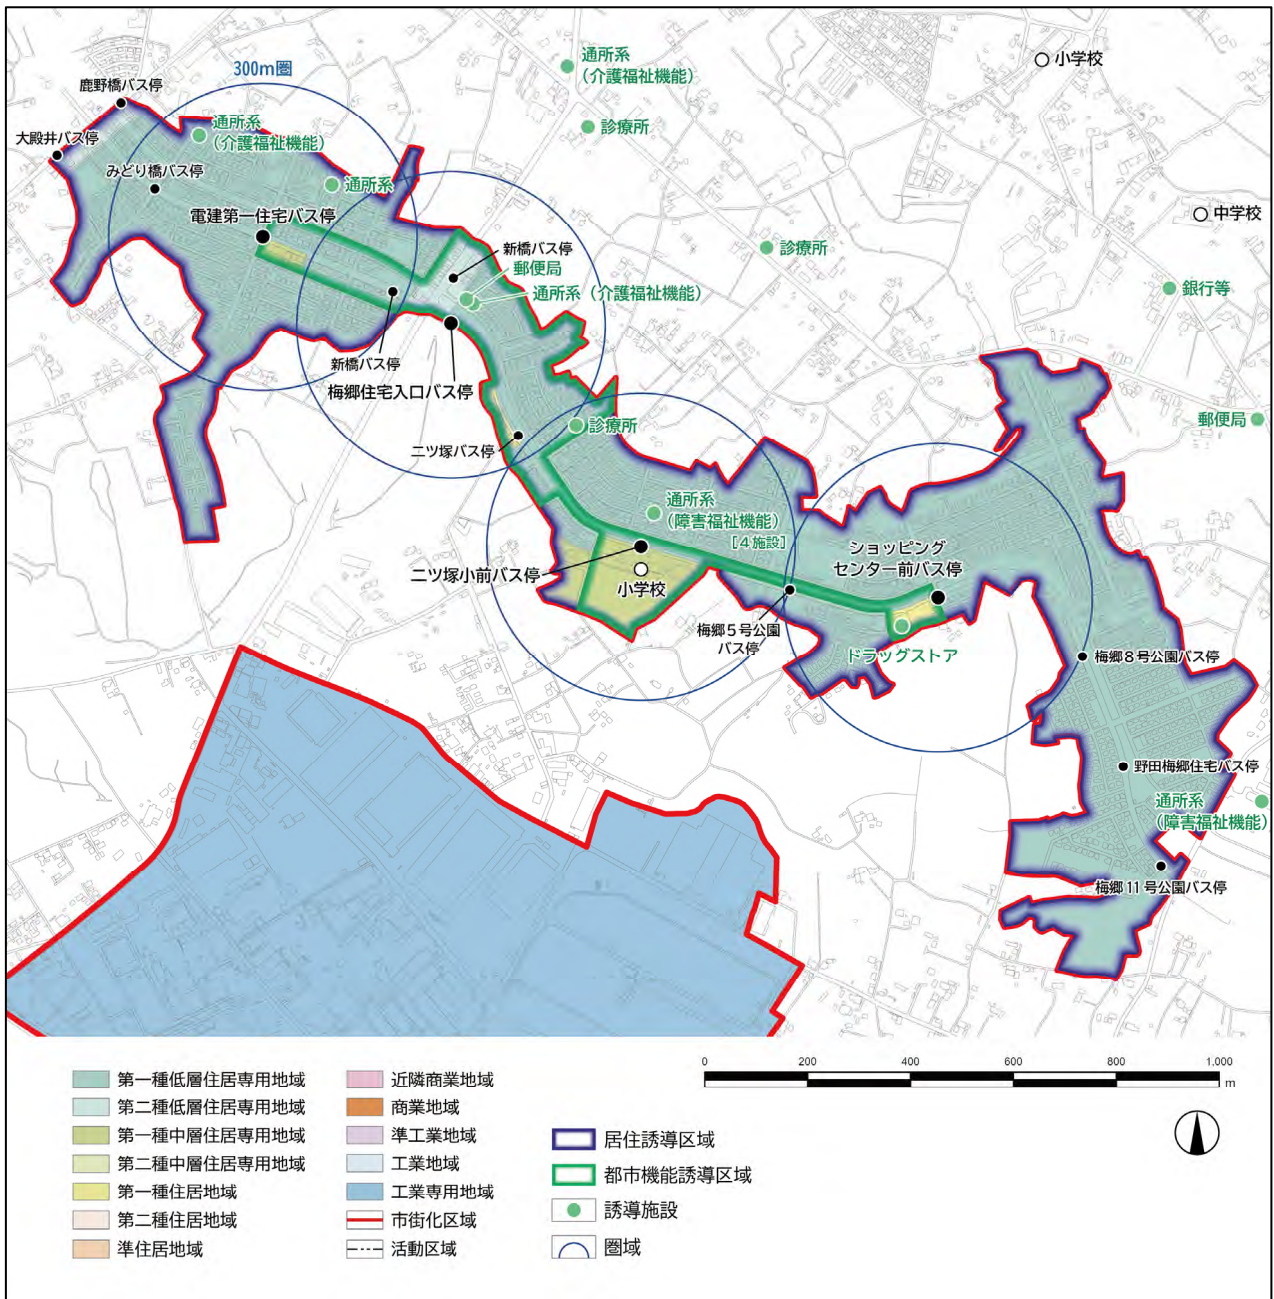 300m圏
通所系
(介護福祉機能)
小学校
鹿野橋バス停
通所系
(介護福祉機能)
診療所
大殿井バス停
みどり橋バス停
通所系
中学校
電建第一住宅バス停
新橋バス停
診療所
郵便局
通所系(介護福祉機能)
銀行等
新橋バス停
梅郷住宅入口バス停
郵便局
診療所
二ツ塚バス停
通所系
(障害福祉機能)
[4施設]
ショッピング
センター前バス停
二ツ塚小前バス停
小学校
梅郷5号公園
バス停
ドラッグストア
梅郷8号公園バス停
野田梅郷住宅バス停
通所系
(障害福祉機能)
梅郷11号公園バス停
0 200 400 600 800 1,000
m
第一種低層住居専用地域
第二種低層住居専用地域
第一種中層住居専用地域
第二種中層住居専用地域
第一種住居地域
第二種住居地域
準住居地域
近隣商業地域
商業地域
準工業地域
工業地域
工業専用地域
市街化区域
活動区域
居住誘導区域
都市機能誘導区域
誘導施設
圏域